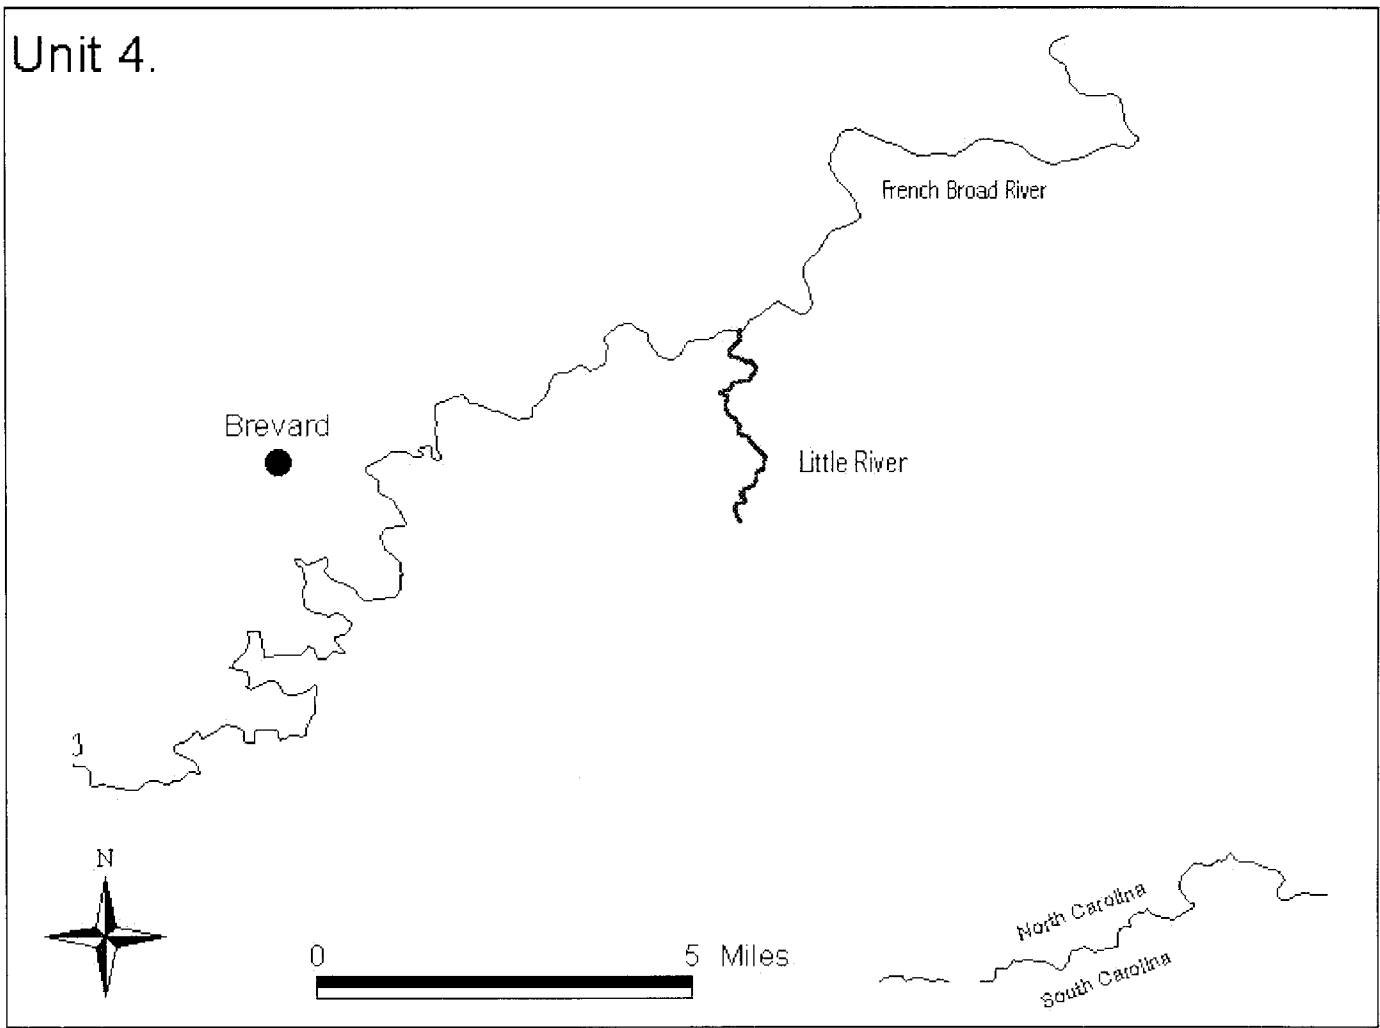 Unit 4.
French Broad River
Brevard
Little River
N
0 5 Miles
North Carolina
South Carolina